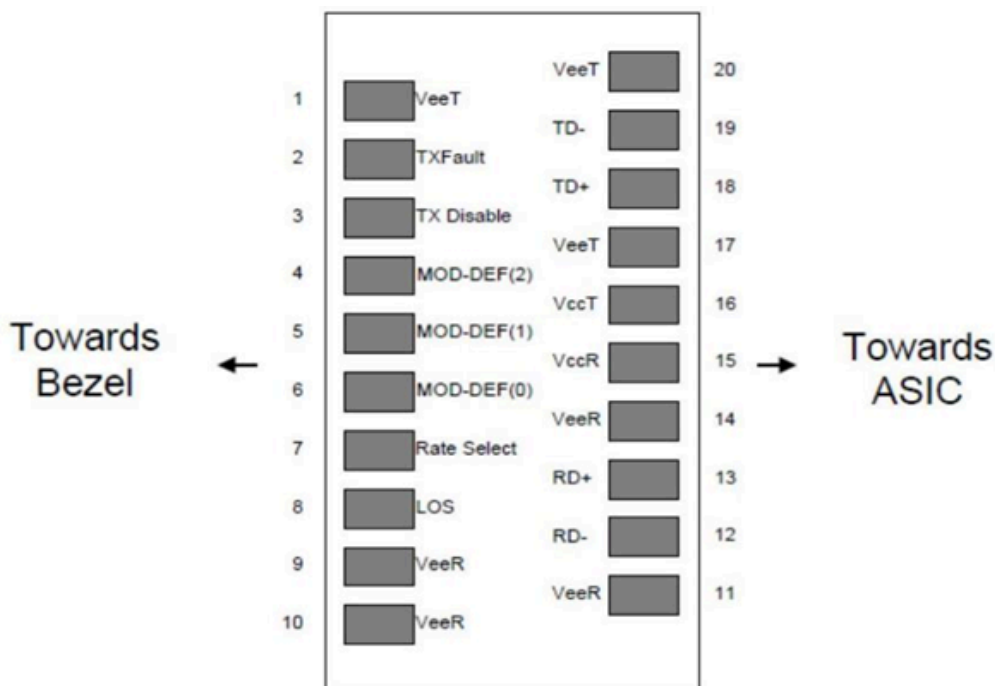 VeeT 20
1 VeeT
TD- 19
2 TXFault
TD+ 18
3 TX Disable
VeeT 17
4 MOD-DEF(2)
VccT 16
5 MOD-DEF(1)
Towards
Bezel
VccR 15
Towards
ASIC
6 MOD-DEF(0)
VeeR 14
7 Rate Select
RD+ 13
8 LOS
RD- 12
9 VeeR
VeeR 11
10 VeeR